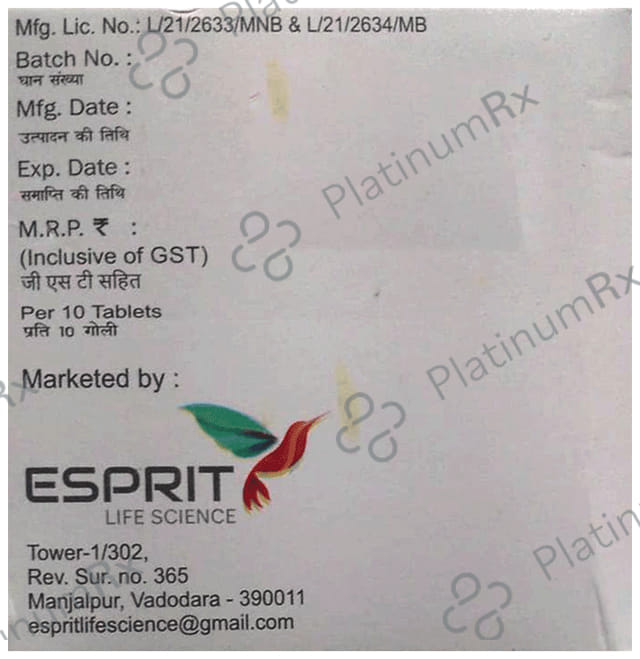 Mfg. Lic. No.: L/21/2633/MNB & L/21/2634/MB
Batch No. :
घान संख्या
Mfg. Date :
उत्पादन की तिथि
Exp. Date :
समाप्ति की तिथि
M.R.P. ₹ :
(Inclusive of GST)
जी एस टी सहित
Per 10 Tablets
प्रति 10 गोली
Marketed by :
ESPRIT
LIFE SCIENCE
Tower-1/302,
Rev. Sur. no. 365
Manjalpur, Vadodara - 390011
espritlifescience@gmail.com
PlatinumRx
PlatinumRx